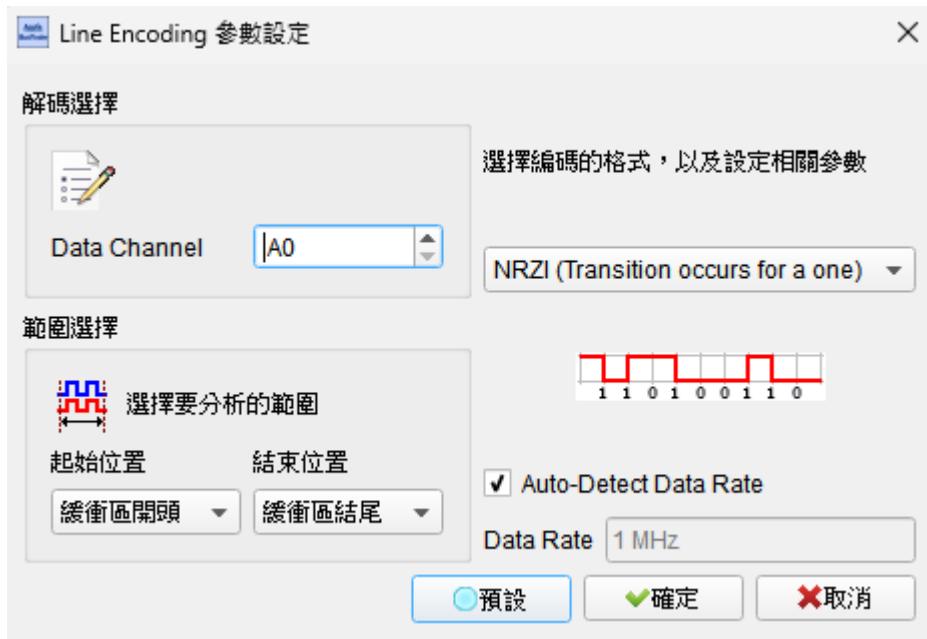 Line Encoding 參數設定
解碼選擇
Data Channel
A0
選擇編碼的格式，以及設定相關參數
NRZI (Transition occurs for a one)
1 1 0 1 0 0 1 1 0
範圍選擇
選擇要分析的範圍
起始位置 結束位置
緩衝區開頭 緩衝區結尾
Auto-Detect Data Rate
Data Rate 1 MHz
預設 確定 取消